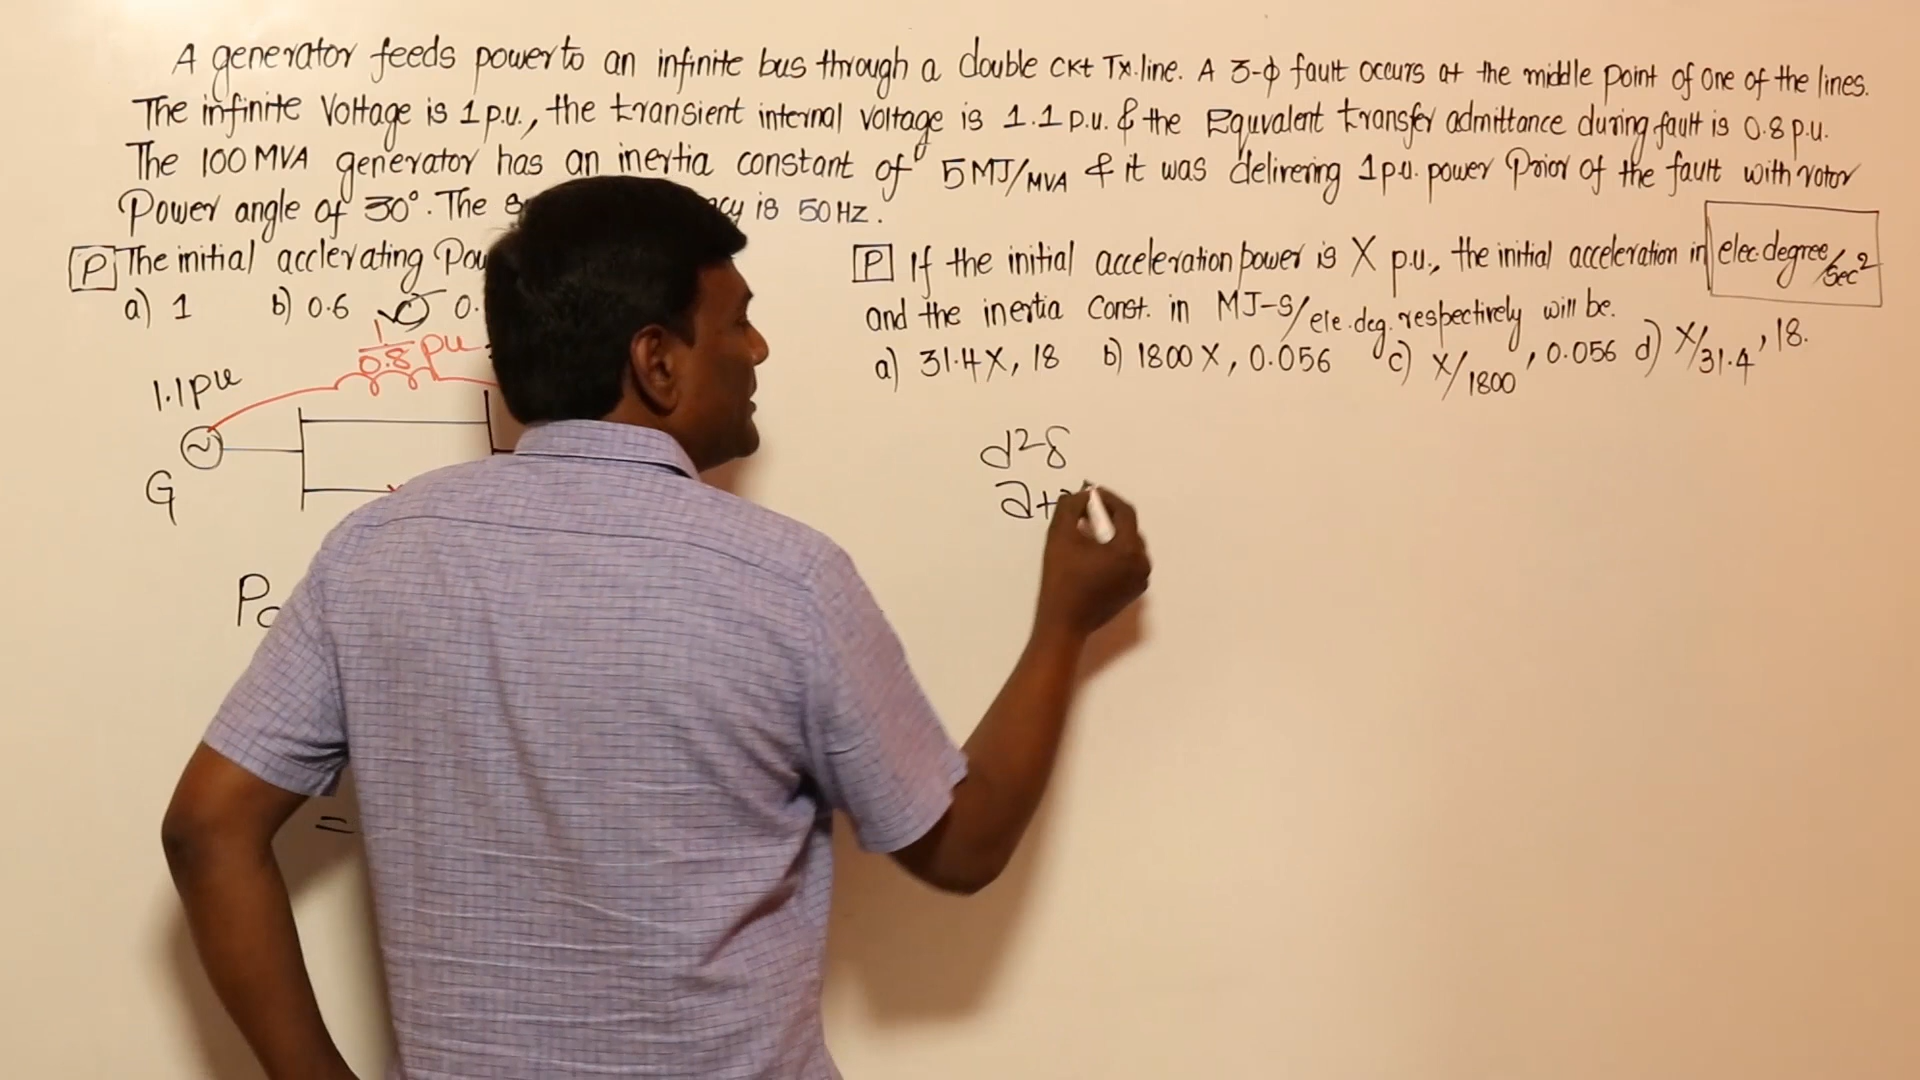 A generator feeds power to an infinite bus through a double CKt Tx.line. A 3-ϕ fault occurs at the middle point of one of the lines.
The infinite Voltage is 1 p.u., the transient internal voltage is 1.1 p.u. & the Equvalent transfer admittance during fault is 0.8 p.u.
The 100 MVA generator has an inertia constant of 5 MJ/MVA & it was delivering 1 p.u. power Prior of the fault with rotor
Power angle of 30°. The is 50 HZ.
P The initial acclerating
a) 1 b) 0.6
P If the initial acceleration power is X p.u., the initial acceleration in elec.degree/sec²
and the inertia Const. in MJ-S/ele.deg. respectively will be.
a) 31.4X, 18 b) 1800 X, 0.056 c) X/1800, 0.056 d) X/31.4, 18.
1/0.8 pu
1.1pu
G
d²δ
=